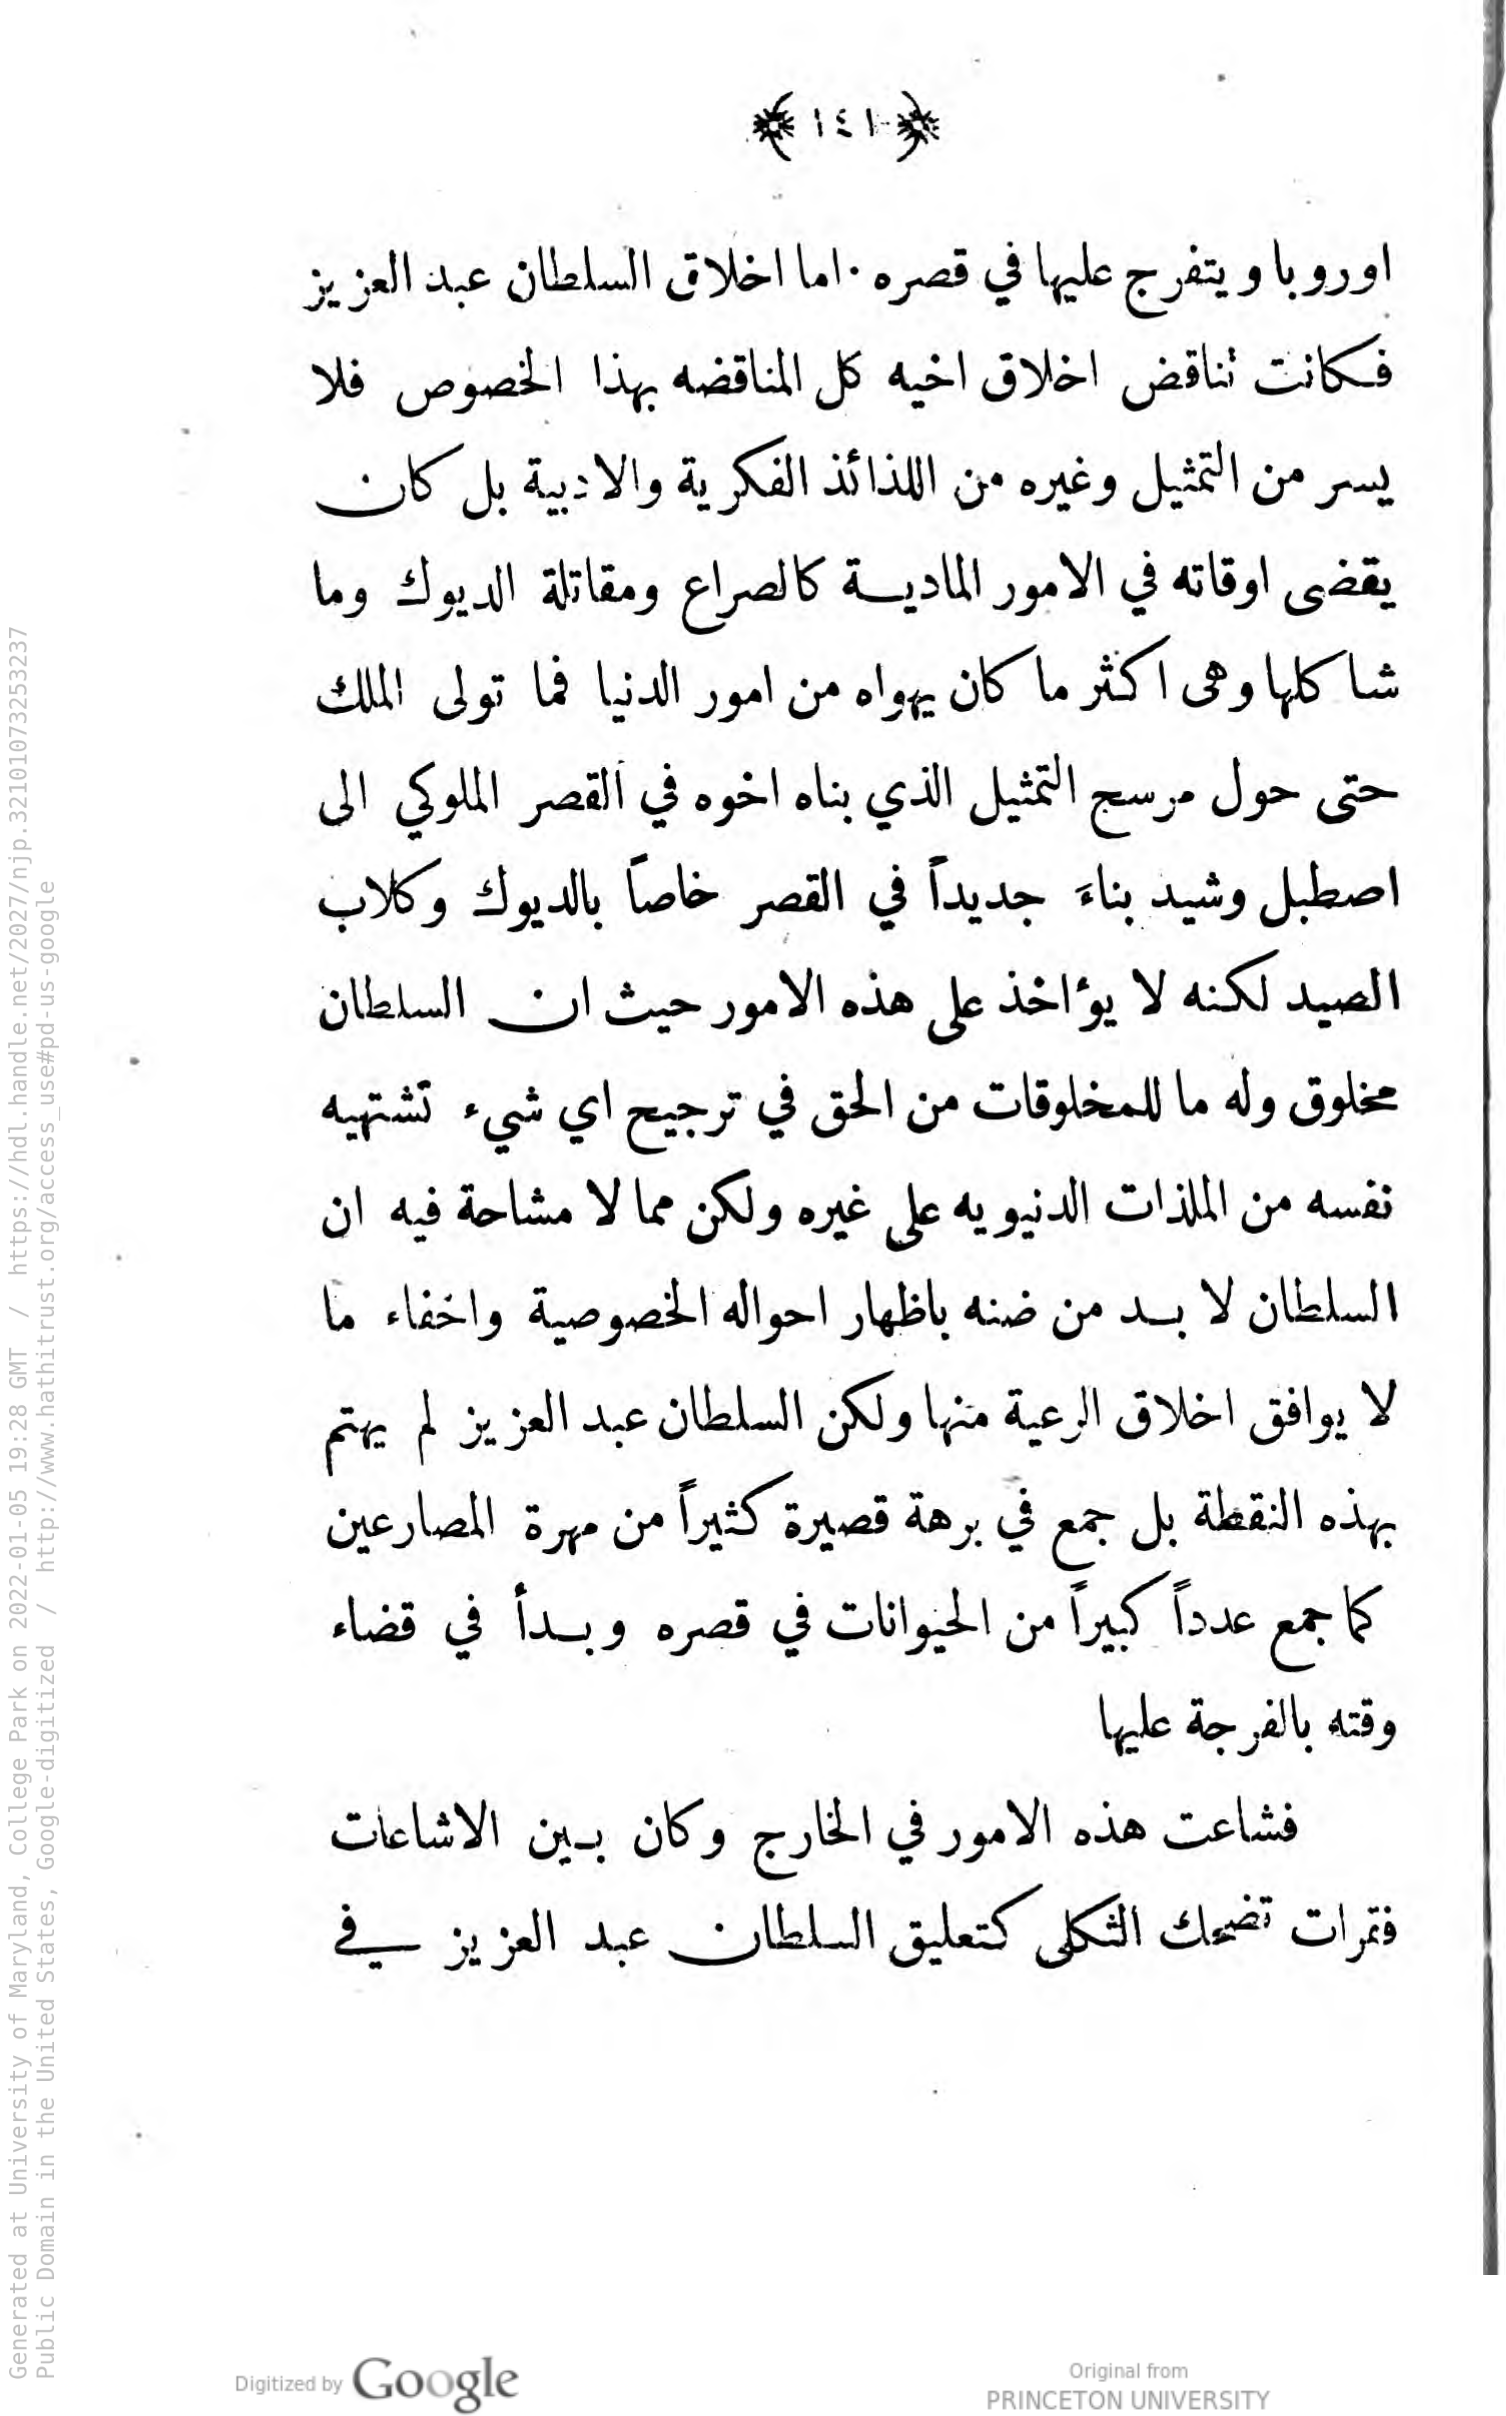 ﴿١٤١﴾
اوروبا ويتفرج عليها في قصره ٠ اما اخلاق السلطان عبد العزيز
فكانت تناقض اخلاق اخيه كل المناقضه بهذا الخصوص فلا
يسر من التمثيل وغيره من اللذائذ الفكرية والادبية بل كان
يقضى اوقاته في الامور المادية كالصراع ومقاتلة الديوك وما
شاكلها وهى اكثر ما كان يهواه من امور الدنيا فما تولى الملك
حتى حول مرسح التمثيل الذي بناه اخوه في القصر الملوكي الى
اصطبل وشيد بناءَ جديداً في القصر خاصاً بالديوك وكلاب
الصيد لكنه لا يؤاخذ على هذه الامور حيث ان السلطان
مخلوق وله ما للمخلوقات من الحق في ترجيح اي شيء تشتهيه
نفسه من الملذات الدنيويه على غيره ولكن مما لا مشاحة فيه ان
السلطان لا بد من ضنه باظهار احواله الخصوصية واخفاء ما
لا يوافق اخلاق الرعية منها ولكن السلطان عبد العزيز لم يهتم
بهذه النقطة بل جمع في برهة قصيرة كثيراً من مهرة المصارعين
كما جمع عدداً كبيراً من الحيوانات في قصره وبدأ في قضاء
وقته بالفرجة عليها
فشاعت هذه الامور في الخارج وكان بين الاشاعات
فقرات تضحك الثكلى كتعليق السلطان عبد العزيز في
Generated at University of Maryland, College Park on 2022-01-05 19:28 GMT / https://hdl.handle.net/2027/njp.32101073253237
Public Domain in the United States, Google-digitized / http://www.hathitrust.org/access_use#pd-us-google
Digitized by Google
Original from
PRINCETON UNIVERSITY